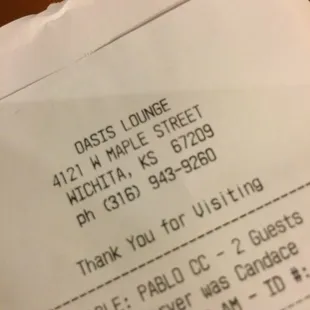 OASIS LOUNGE
4121 W MAPLE STREET
WICHITA, KS 67209
ph (316) 943-9260
Thank You for Visiting
PABLO CC - 2 Guests
was Candace
AM - ID #: